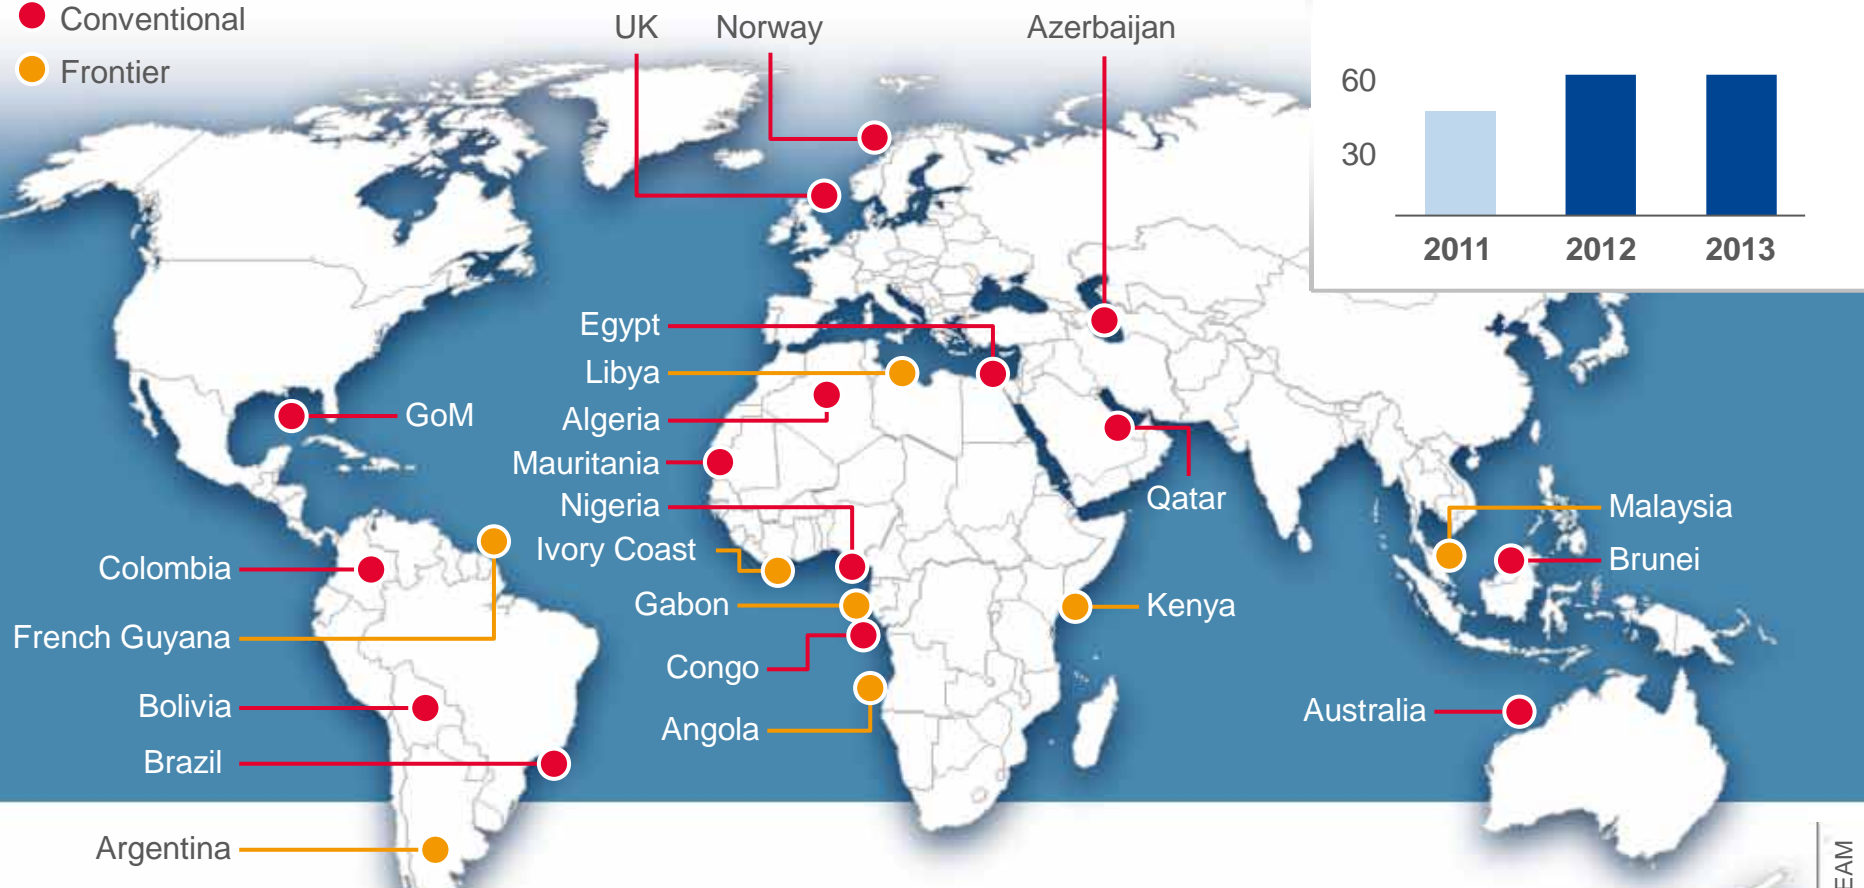 Conventional
Frontier
UK
Norway
Azerbaijan
60
30
2011
2012
2013
Egypt
Libya
Algeria
GoM
Mauritania
Nigeria
Qatar
Malaysia
Ivory Coast
Brunei
Colombia
Gabon
Kenya
French Guyana
Congo
Bolivia
Australia
Angola
Brazil
Argentina
EAM